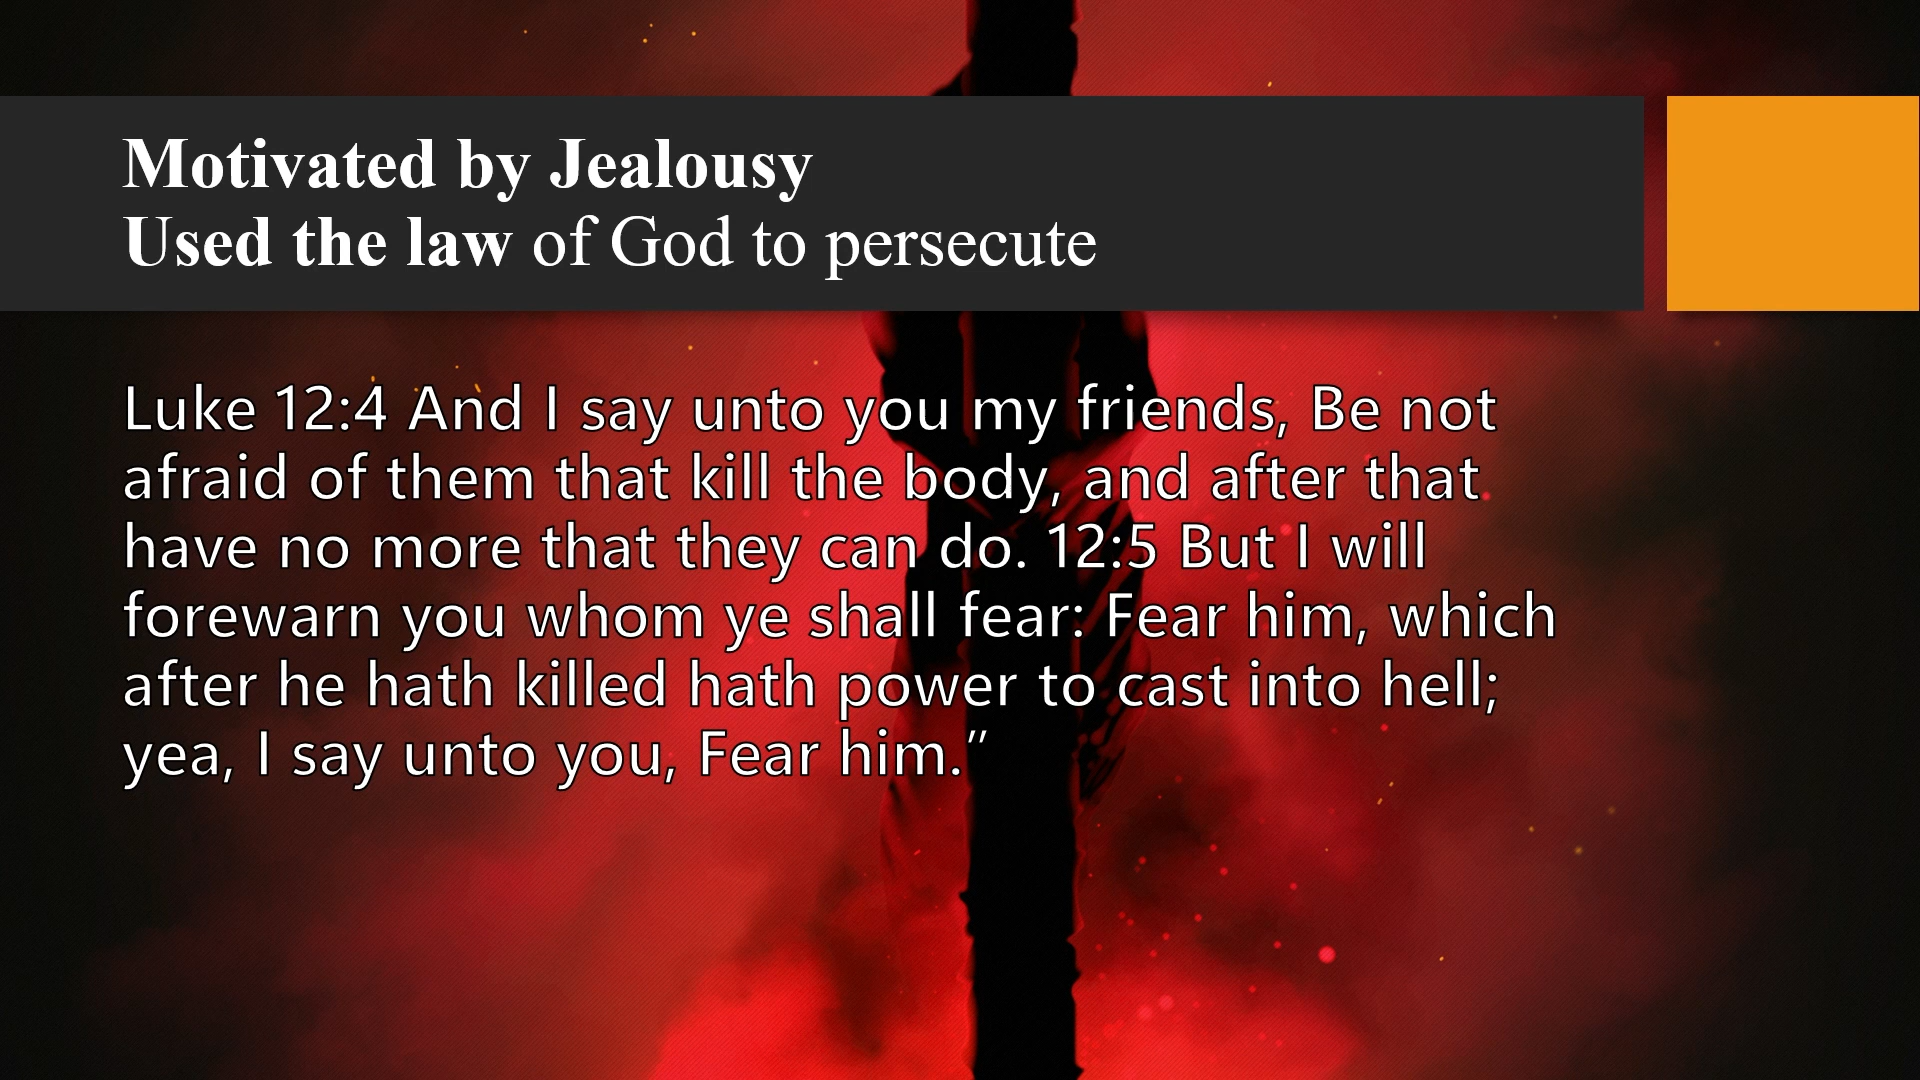 Motivated by Jealousy
Used the law of God to persecute
Luke 12:4 And I say unto you my friends, Be not
afraid of them that kill the body, and after that
have no more that they can do. 12:5 But I will
forewarn you whom ye shall fear: Fear him, which
after he hath killed hath power to cast into hell;
yea, I say unto you, Fear him.”